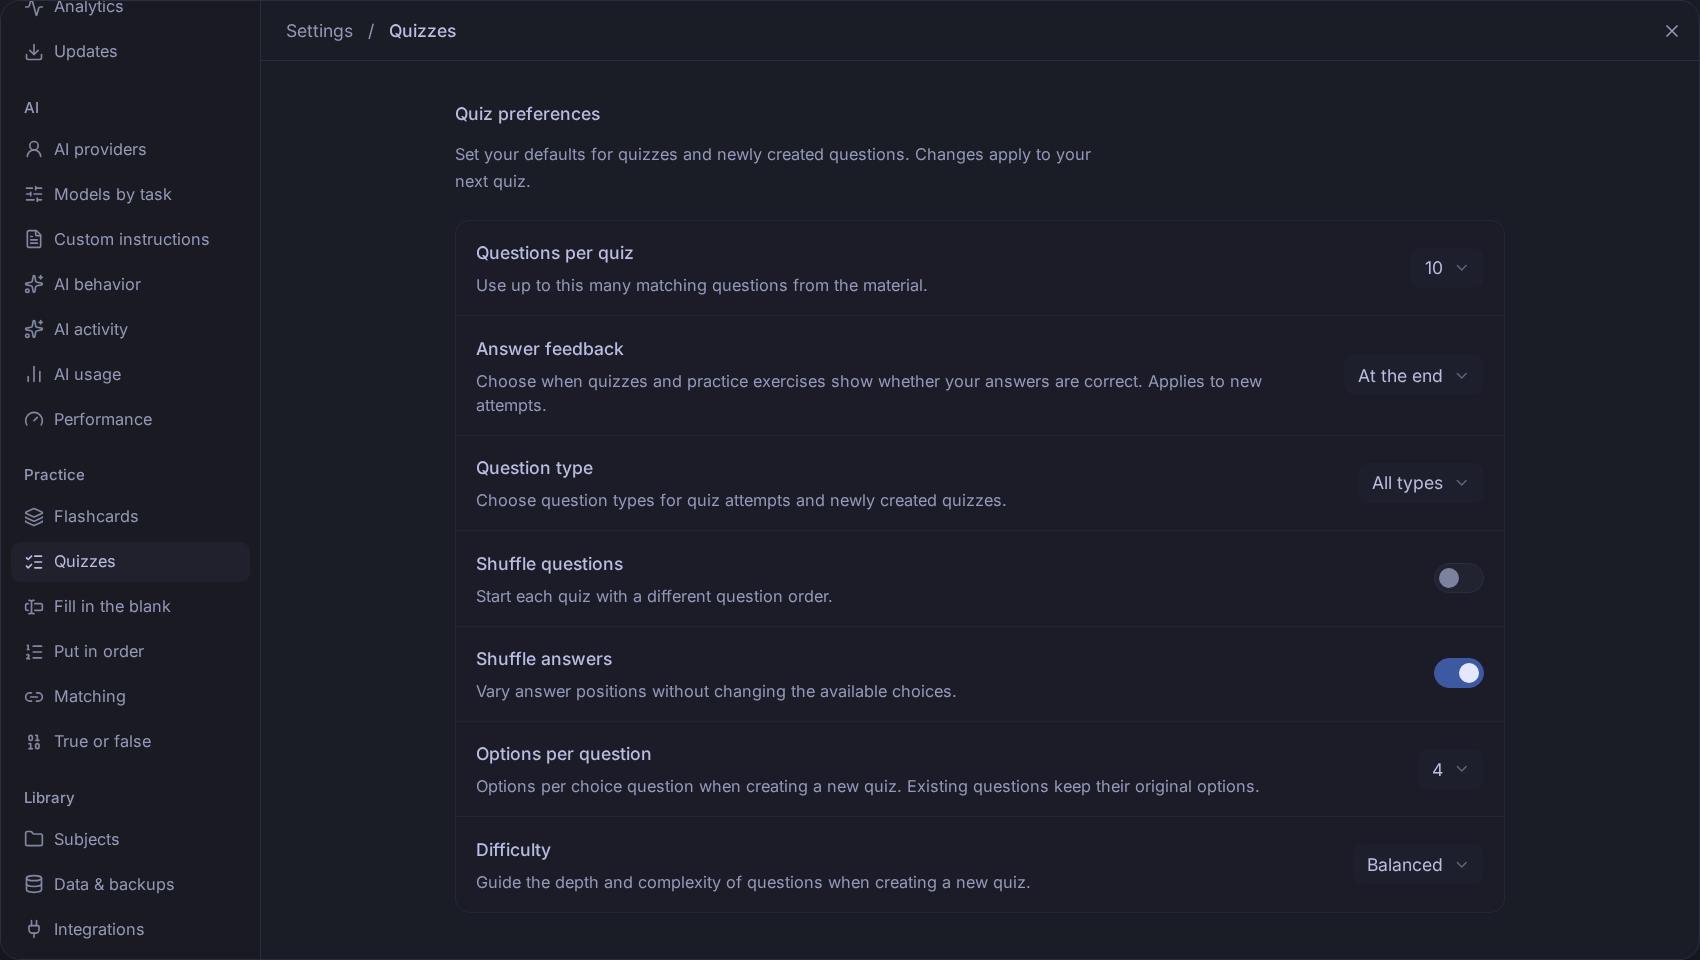 Analytics
Updates
AI
AI providers
Models by task
Custom instructions
AI behavior
AI activity
AI usage
Performance
Practice
Flashcards
Quizzes
Fill in the blank
Put in order
Matching
True or false
Library
Subjects
Data & backups
Integrations
Settings / Quizzes
Quiz preferences
Set your defaults for quizzes and newly created questions. Changes apply to your
next quiz.
Questions per quiz
Use up to this many matching questions from the material.
10
Answer feedback
Choose when quizzes and practice exercises show whether your answers are correct. Applies to new
attempts.
At the end
Question type
Choose question types for quiz attempts and newly created quizzes.
All types
Shuffle questions
Start each quiz with a different question order.
Shuffle answers
Vary answer positions without changing the available choices.
Options per question
Options per choice question when creating a new quiz. Existing questions keep their original options.
4
Difficulty
Guide the depth and complexity of questions when creating a new quiz.
Balanced